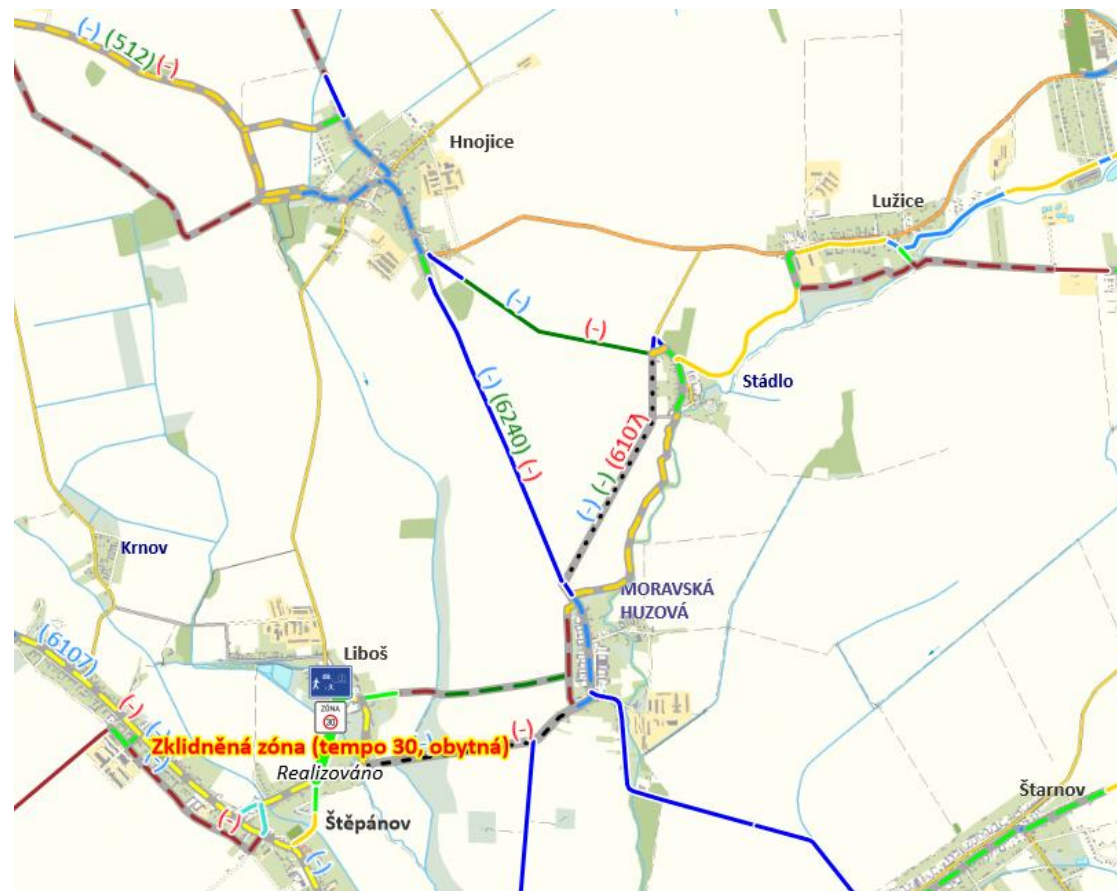 (-) (512) (-)
Hnojice
Lužice
(-)
(-)
Stádlo
(-) (6240) (-)
(-) (-) (6107)
Krnov
MORAVSKÁ
HUZOVÁ
(6107)
Liboš
ZÓNA
30
(-)
(-)
(-)
Zklidněná zóna (tempo 30, obytná)
(-)
Realizováno
Štarnov
(-)
Štěpánov
(-)